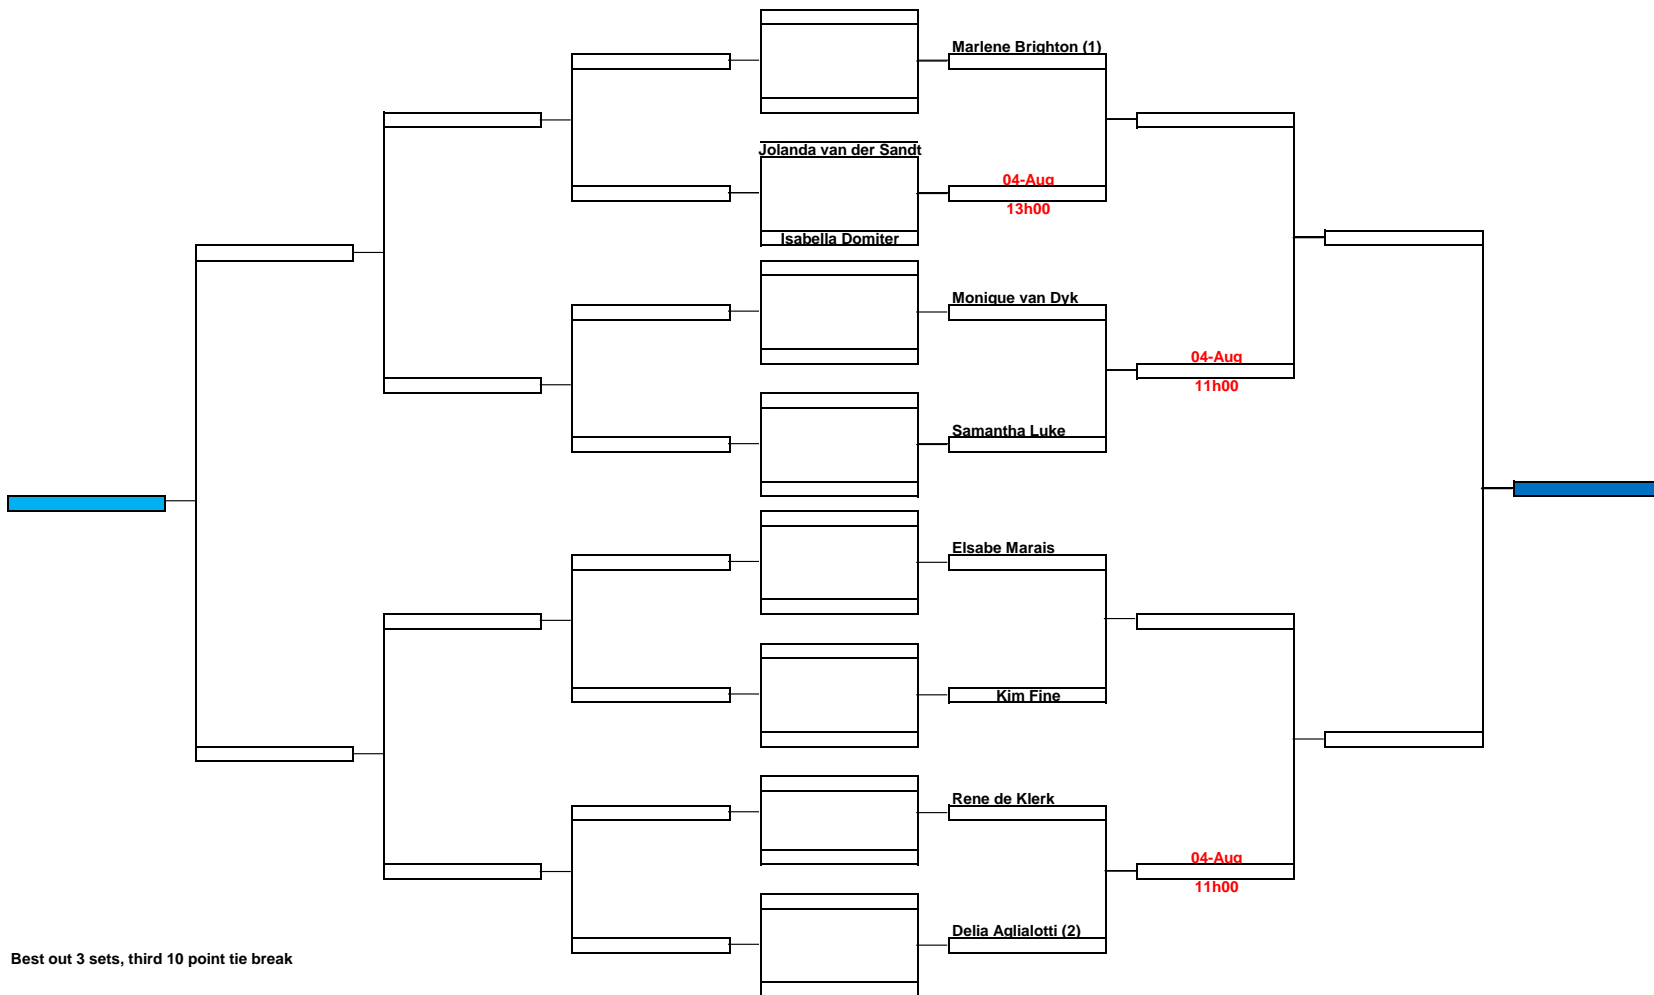 Marlene Brighton (1)
Jolanda van der Sandt
04-Aug
13h00
Isabella Domiter
Monique van Dyk
04-Aug
11h00
Samantha Luke
Elsabe Marais
Kim Fine
Rene de Klerk
04-Aug
11h00
Delia Aglialotti (2)
Best out 3 sets, third 10 point tie break